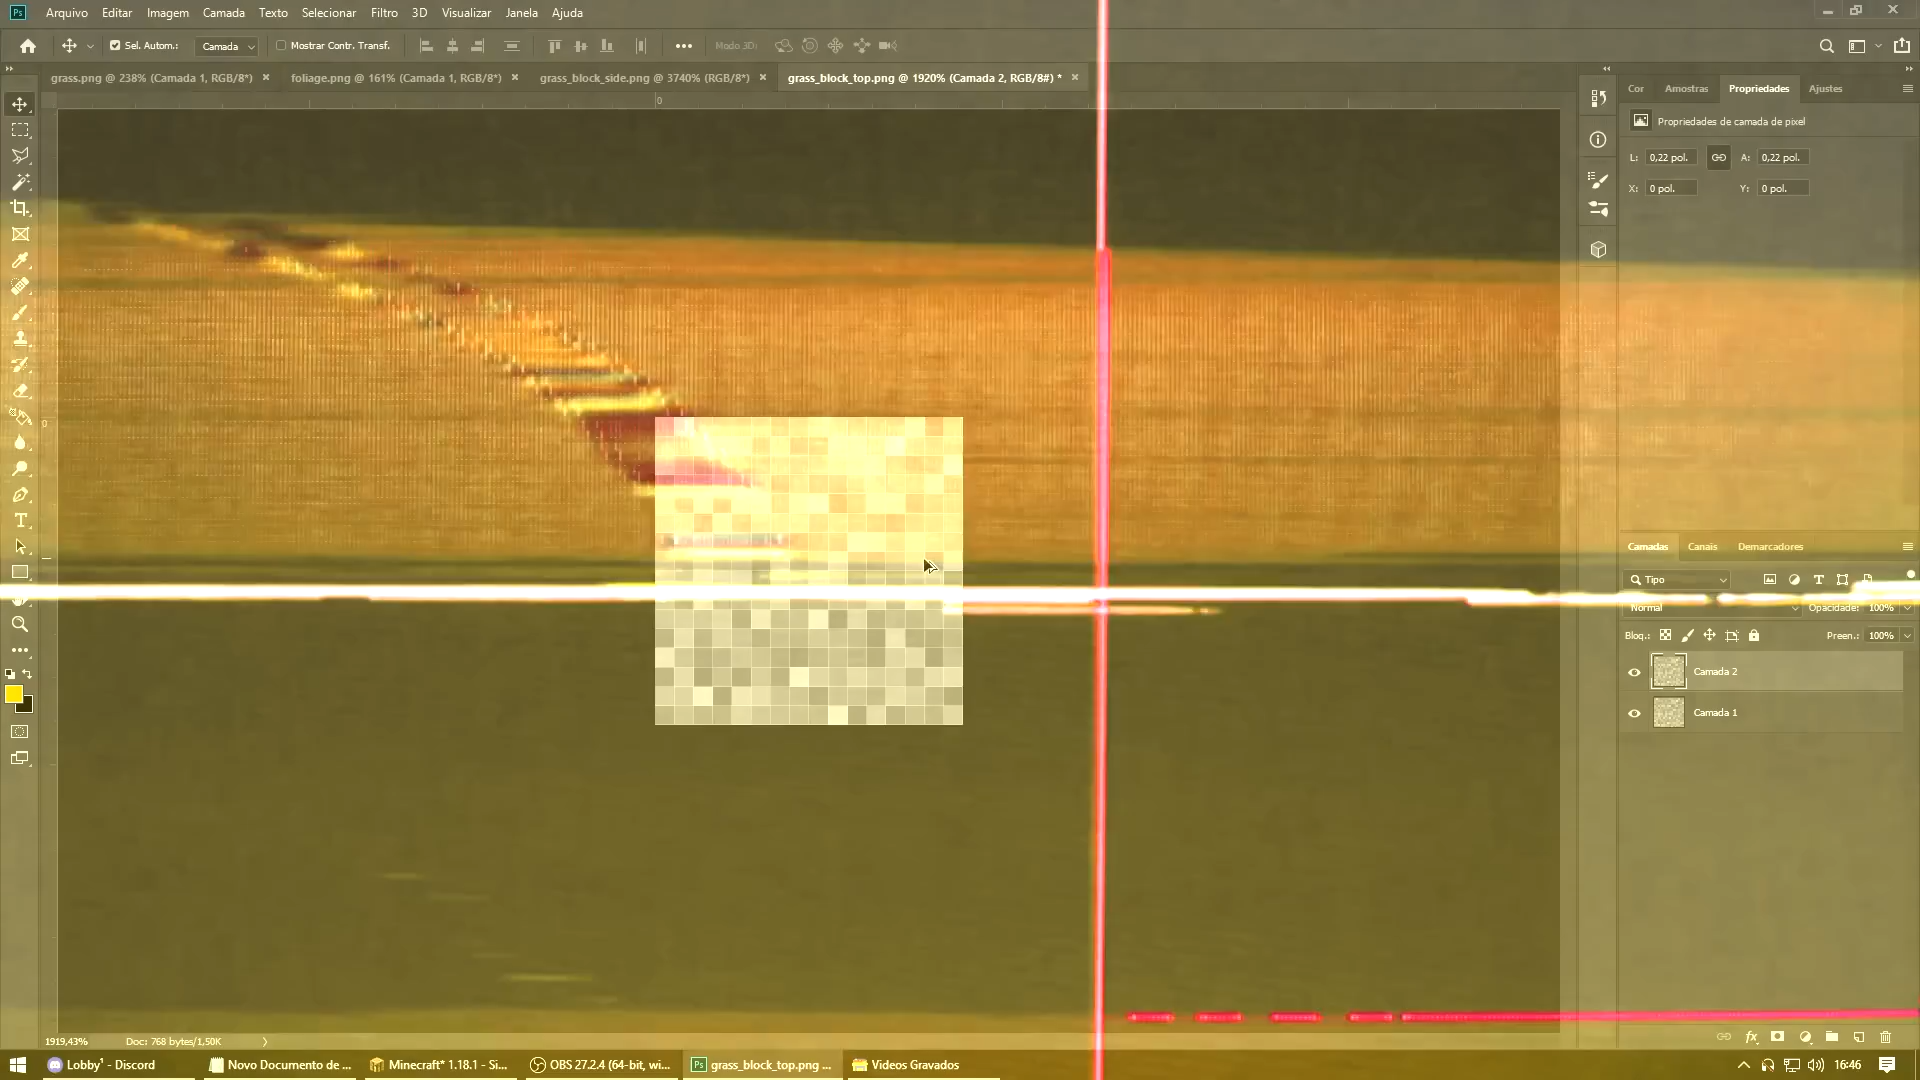 Ps Arquivo Editar Imagem Camada Texto Selecionar Filtro 3D Visualizar Janela Ajuda
Sel. Autom.: Camada Mostrar Contr. Transf. Modo 3D:
grass.png @ 238% (Camada 1, RGB/8*) × foliage.png @ 161% (Camada 1, RGB/8*) × grass_block_side.png @ 3740% (RGB/8*) × grass_block_top.png @ 1920% (Camada 2, RGB/8#) * ×
0
0
Cor Amostras Propriedades Ajustes
Propriedades de camada de pixel
L: 0,22 pol. A: 0,22 pol.
X: 0 pol. Y: 0 pol.
Camadas Canais Demarcadores
Tipo
Normal Opacidade: 100%
Bloq.: Preen.: 100%
Camada 2
Camada 1
1919,43% Doc: 768 bytes/1,50K
Lobby¹ - Discord Novo Documento de ... Minecraft* 1.18.1 - Si... OBS 27.2.4 (64-bit, wi... Ps grass_block_top.png ... Videos Gravados 16:46